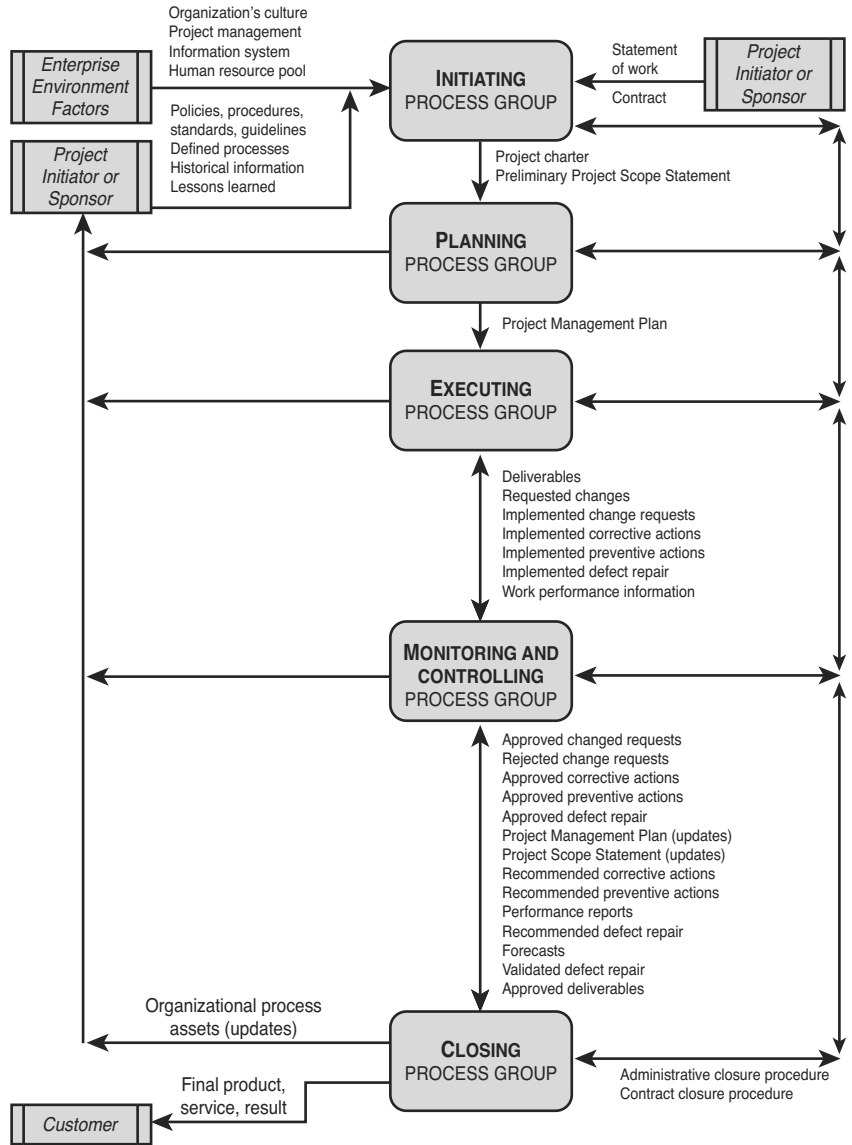 Organization's culture
Project management
Information system
Human resource pool
Enterprise
Environment
Factors
INITIATING
PROCESS GROUP
Statement
of work
Contract
Project
Initiator or
Sponsor
Policies, procedures,
standards, guidelines
Defined processes
Historical information
Lessons learned
Project
Initiator or
Sponsor
Project charter
Preliminary Project Scope Statement
PLANNING
PROCESS GROUP
Project Management Plan
EXECUTING
PROCESS GROUP
Deliverables
Requested changes
Implemented change requests
Implemented corrective actions
Implemented preventive actions
Implemented defect repair
Work performance information
MONITORING AND
CONTROLLING
PROCESS GROUP
Approved changed requests
Rejected change requests
Approved corrective actions
Approved preventive actions
Approved defect repair
Project Management Plan (updates)
Project Scope Statement (updates)
Recommended corrective actions
Recommended preventive actions
Performance reports
Recommended defect repair
Forecasts
Validated defect repair
Approved deliverables
Organizational process
assets (updates)
CLOSING
PROCESS GROUP
Administrative closure procedure
Contract closure procedure
Final product,
service, result
Customer